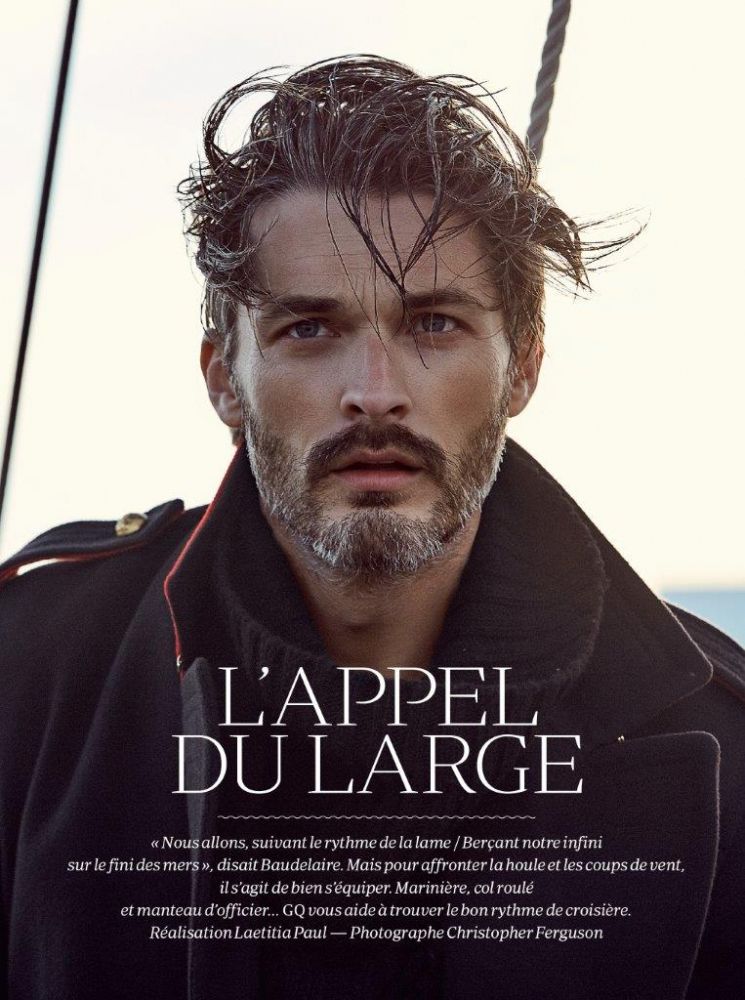 L'APPEL
DU LARGE
« Nous allons, suivant le rythme de la lame / Berçant notre infini
sur le fini des mers », disait Baudelaire. Mais pour affronter la houle et les coups de vent,
il s'agit de bien s'équiper. Marinière, col roulé
et manteau d'officier... GQ vous aide à trouver le bon rythme de croisière.
Réalisation Laetitia Paul — Photographe Christopher Ferguson